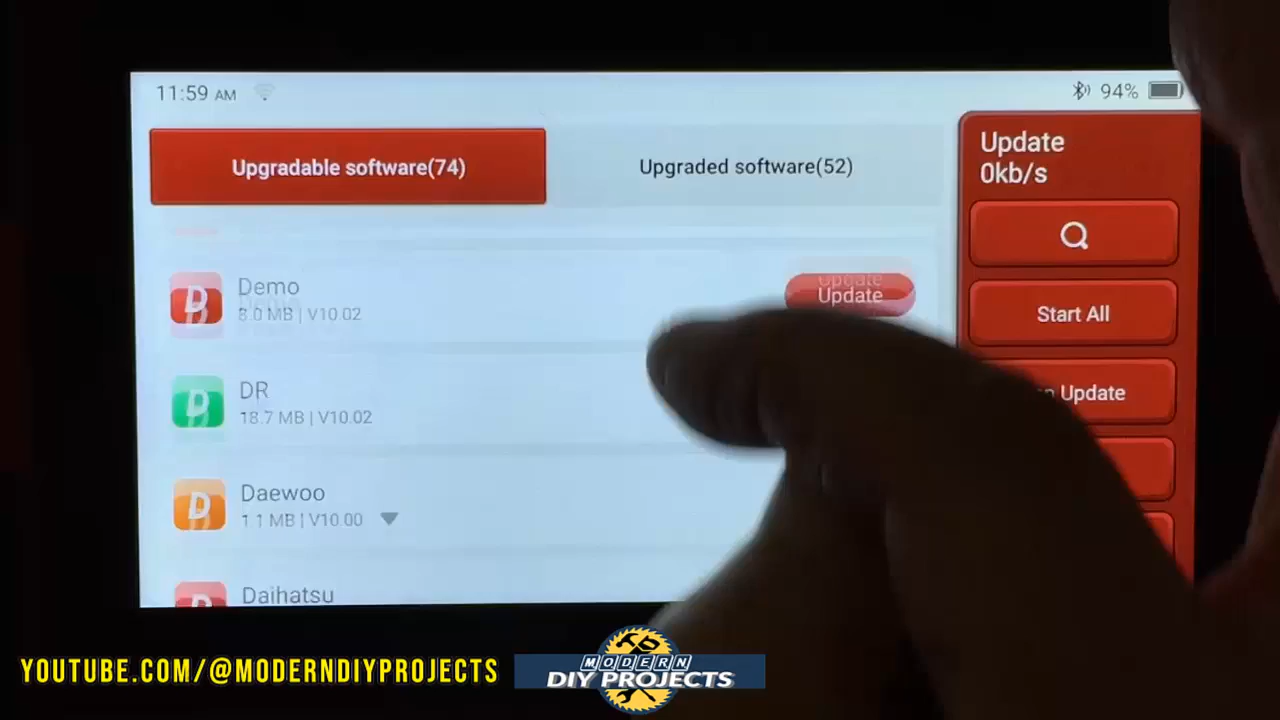 11:59 AM
94%
Upgradable software(74)
Upgraded software(52)
Update
0kb/s
Demo
8.0 MB | V10.02
Update
Start All
DR
18.7 MB | V10.02
Update
Daewoo
1.1 MB | V10.00
Daihatsu
YOUTUBE.COM/@MODERNDIYPROJECTS
MODERN
DIY PROJECTS